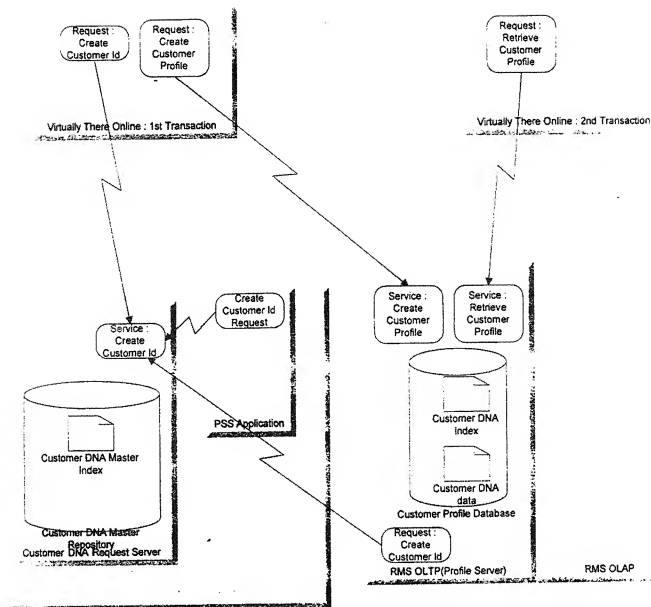 Request :
Create
Customer Id
Request :
Create
Customer
Profile
Request :
Retrieve
Customer
Profile
Virtually There Online : 1st Transaction
Virtually There Online : 2nd Transaction
Service :
Create
Customer Id
Create
Customer Id
Request
Service :
Create
Customer
Profile
Service :
Retrieve
Customer
Profile
PSS Application
Customer DNA Master
Index
Customer DNA Master
Repository
Customer DNA Request Server
Customer DNA
Index
Customer DNA
data
Customer Profile Database
Request :
Create
Customer Id
RMS OLTP(Profile Server)
RMS OLAP